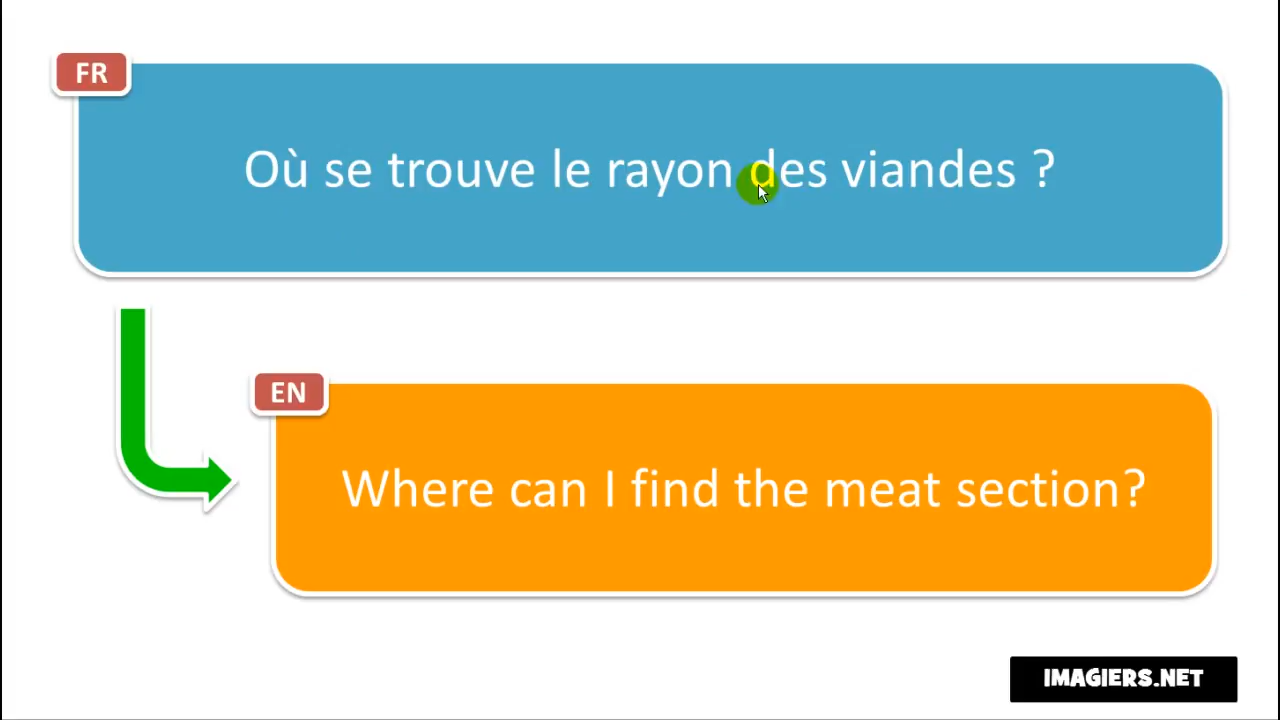 FR
Où se trouve le rayon des viandes ?
EN
Where can I find the meat section?
IMAGIERS.NET